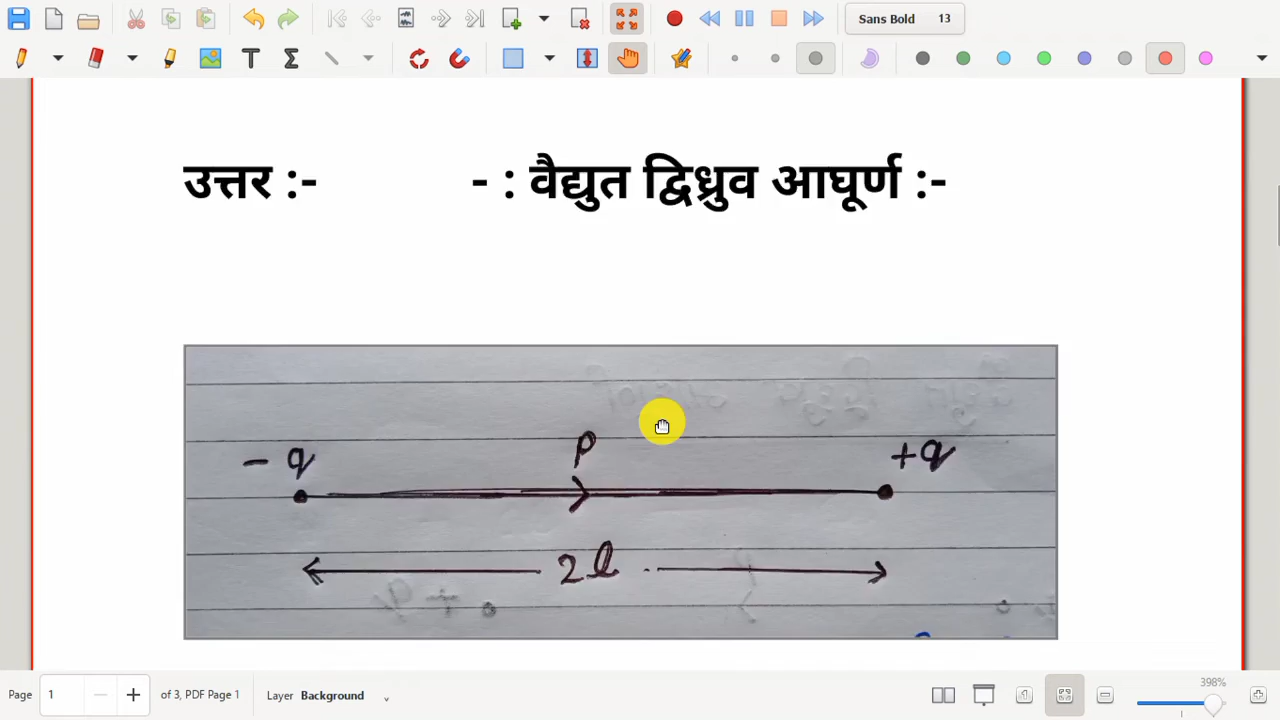 Sans Bold 13
उत्तर :- - : वैद्युत द्विध्रुव आघूर्ण :-
p
- q +q
2l
Page 1 of 3, PDF Page 1 Layer Background 398%